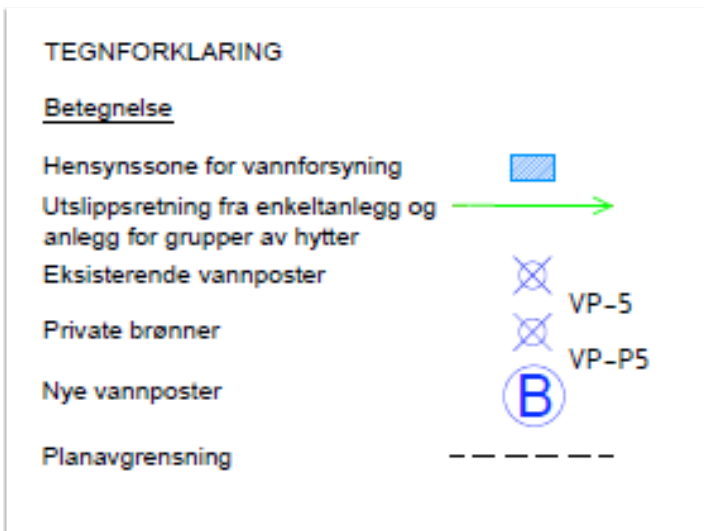 TEGNFORKLARING
Betegnelse
Hensynssone for vannforsyning
Utslippsretning fra enkeltanlegg og
anlegg for grupper av hytter
Eksisterende vannposter
VP-5
Private brønner
VP-P5
Nye vannposter
B
Planavgrensning